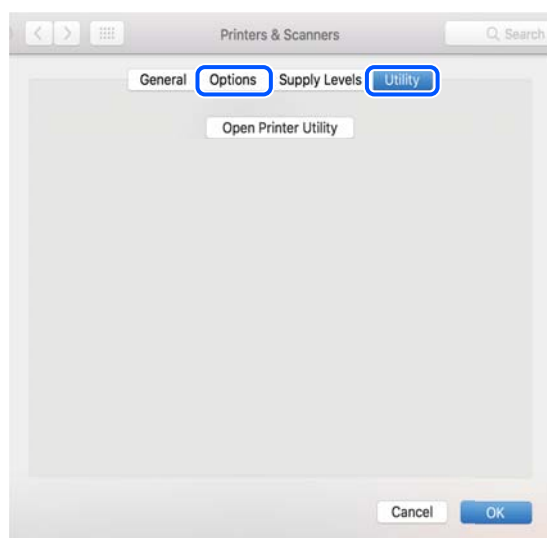 Printers & Scanners Search
General Options Supply Levels Utility
Open Printer Utility
Cancel OK